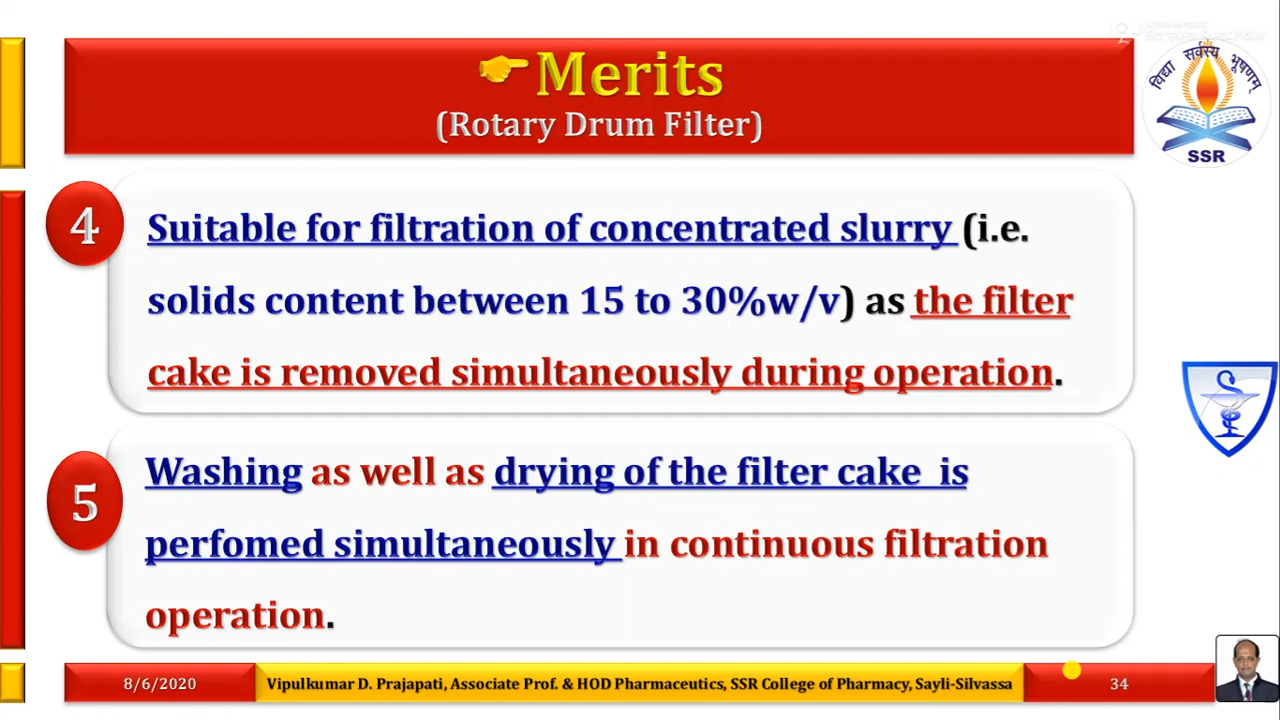 Merits
(Rotary Drum Filter)
विद्या सर्वस्य भूषणम्
SSR
4
Suitable for filtration of concentrated slurry (i.e.
solids content between 15 to 30%w/v) as the filter
cake is removed simultaneously during operation.
5
Washing as well as drying of the filter cake is
perfomed simultaneously in continuous filtration
operation.
8/6/2020
Vipulkumar D. Prajapati, Associate Prof. & HOD Pharmaceutics, SSR College of Pharmacy, Sayli-Silvassa
34